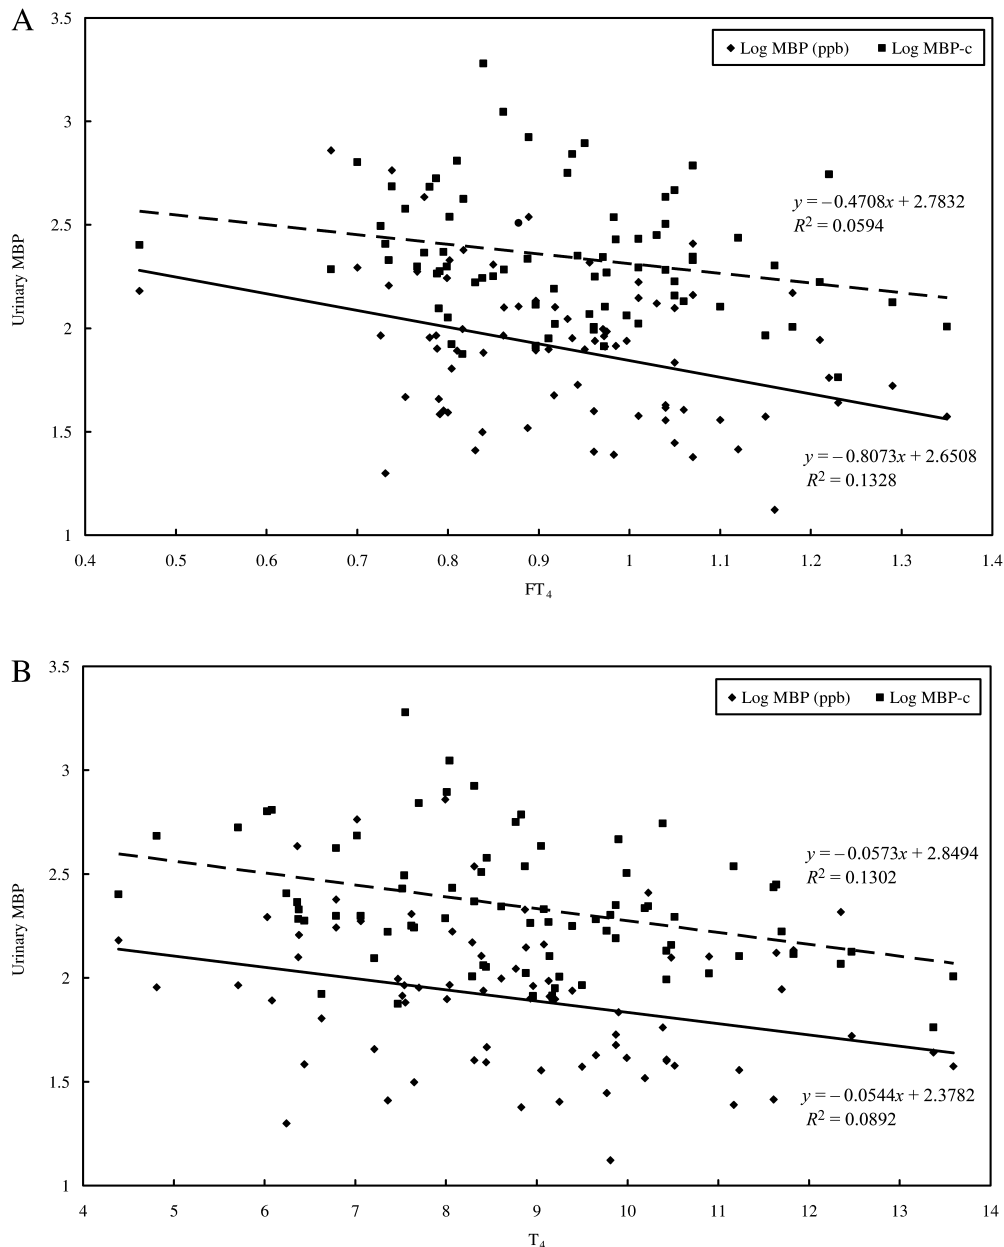 A
3.5
◆ Log MBP (ppb) ■ Log MBP-c
3
2.5
y = – 0.4708x + 2.7832
R² = 0.0594
Urinary MBP
2
1.5
y = – 0.8073x + 2.6508
R² = 0.1328
1
0.4 0.5 0.6 0.7 0.8 0.9 1 1.1 1.2 1.3 1.4
FT₄
B
3.5
◆ Log MBP (ppb) ■ Log MBP-c
3
2.5
y = – 0.0573x + 2.8494
R² = 0.1302
Urinary MBP
2
1.5
y = – 0.0544x + 2.3782
R² = 0.0892
1
4 5 6 7 8 9 10 11 12 13 14
T₄